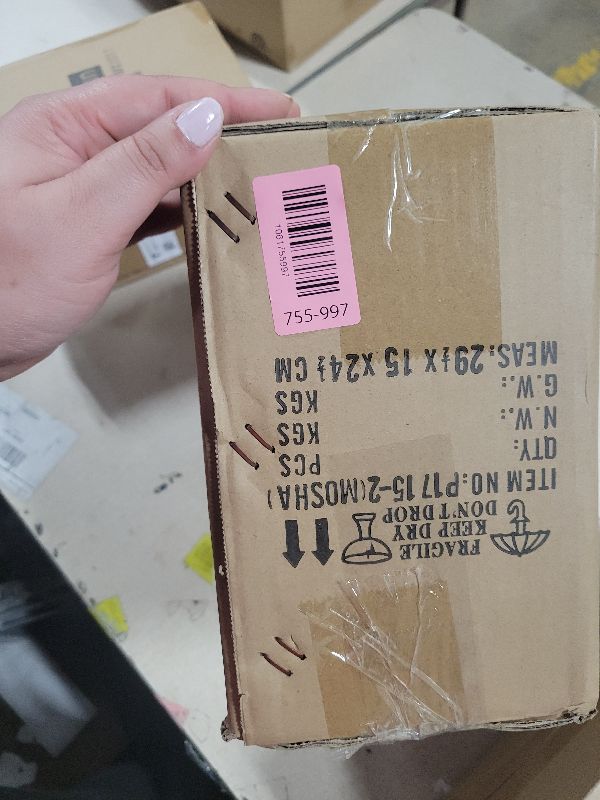 755-997
FRAGILE
KEEP DRY
DON'T DROP
ITEM NO:P1715-2(MOSHA)
QTY: PCS
N.W.: KGS
G.W.: KGS
MEAS:29½X 15 X24½ CM